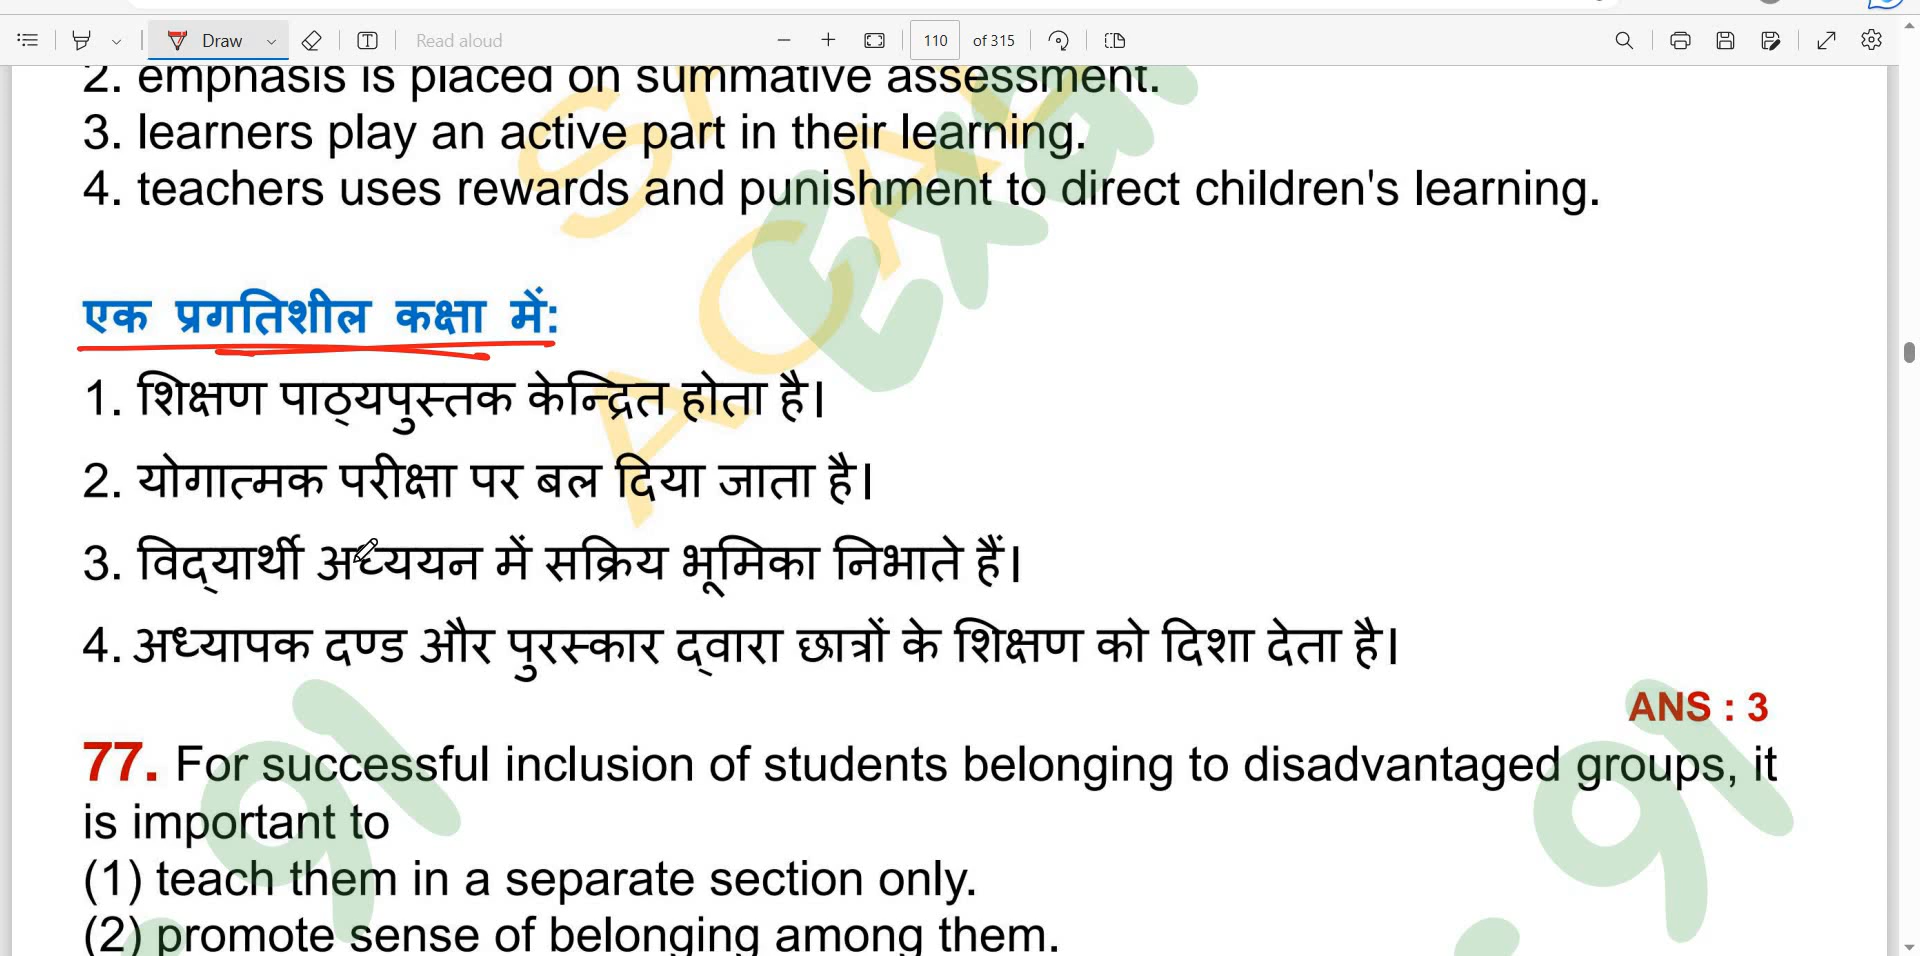 Draw
Read aloud
110 of 315
2. emphasis is placed on summative assessment.
3. learners play an active part in their learning.
4. teachers uses rewards and punishment to direct children's learning.
एक प्रगतिशील कक्षा में:
1. शिक्षण पाठ्यपुस्तक केन्द्रित होता है।
2. योगात्मक परीक्षा पर बल दिया जाता है।
3. विद्यार्थी अध्ययन में सक्रिय भूमिका निभाते हैं।
4. अध्यापक दण्ड और पुरस्कार द्वारा छात्रों के शिक्षण को दिशा देता है।
ANS : 3
77. For successful inclusion of students belonging to disadvantaged groups, it
is important to
(1) teach them in a separate section only.
(2) promote sense of belonging among them.